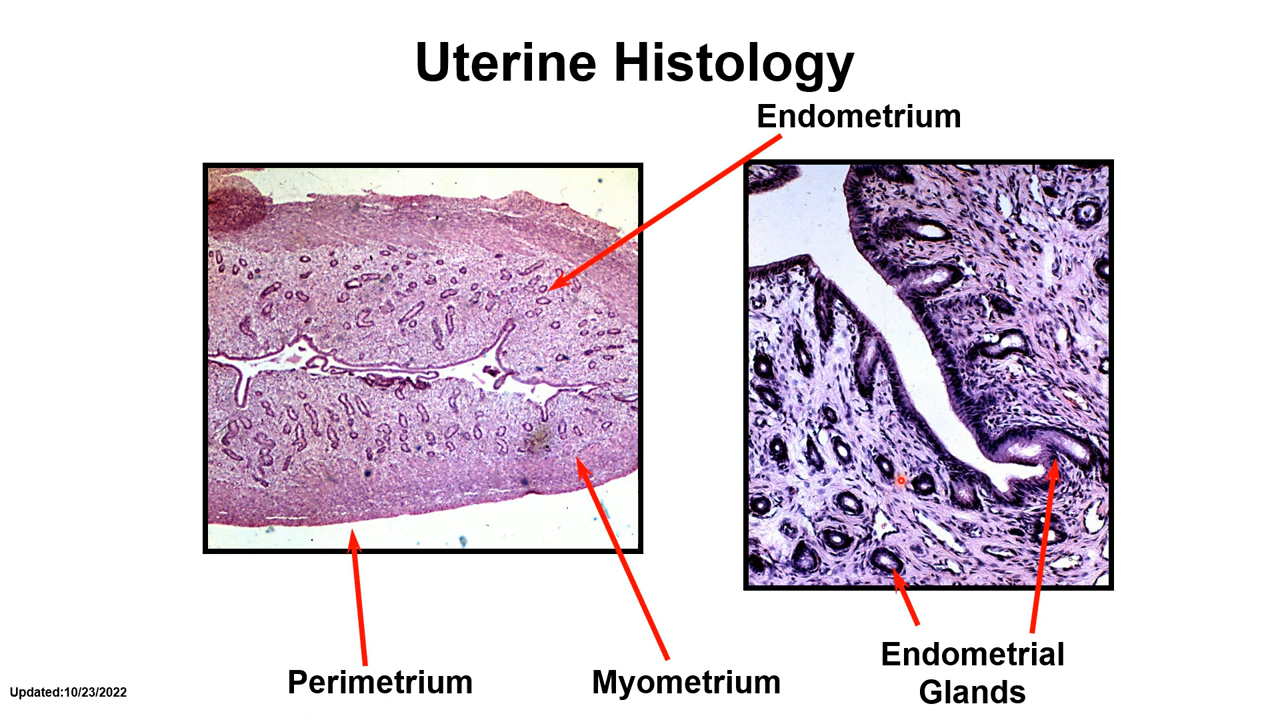 Uterine Histology
Endometrium
Perimetrium
Myometrium
Endometrial
Glands
Updated:10/23/2022